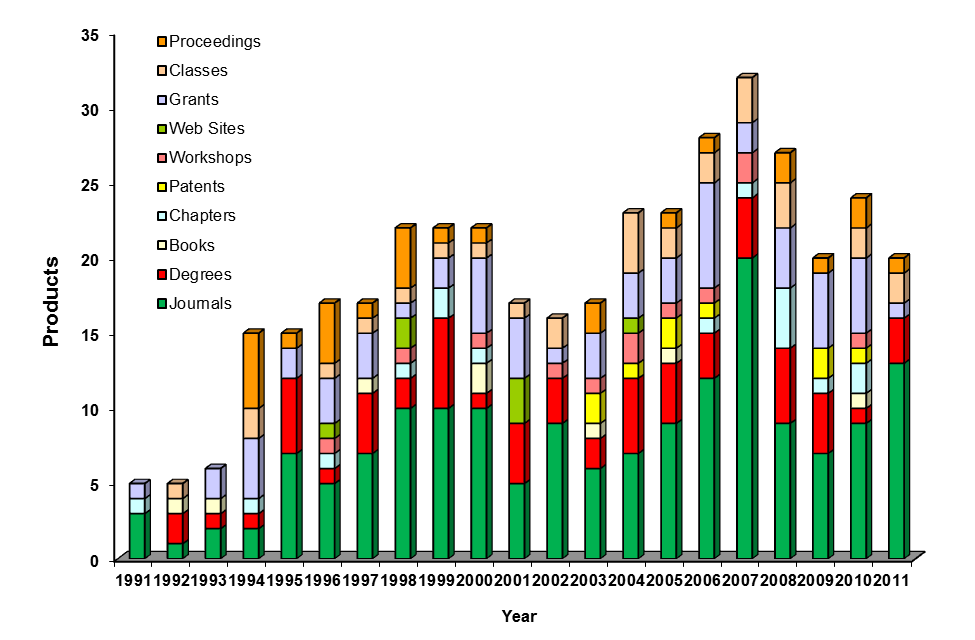 35
30
25
20
15
10
5
0
Products
Proceedings
Classes
Grants
Web Sites
Workshops
Patents
Chapters
Books
Degrees
Journals
1991 1992 1993 1994 1995 1996 1997 1998 1999 2000 2001 2002 2003 2004 2005 2006 2007 2008 2009 2010 2011
Year